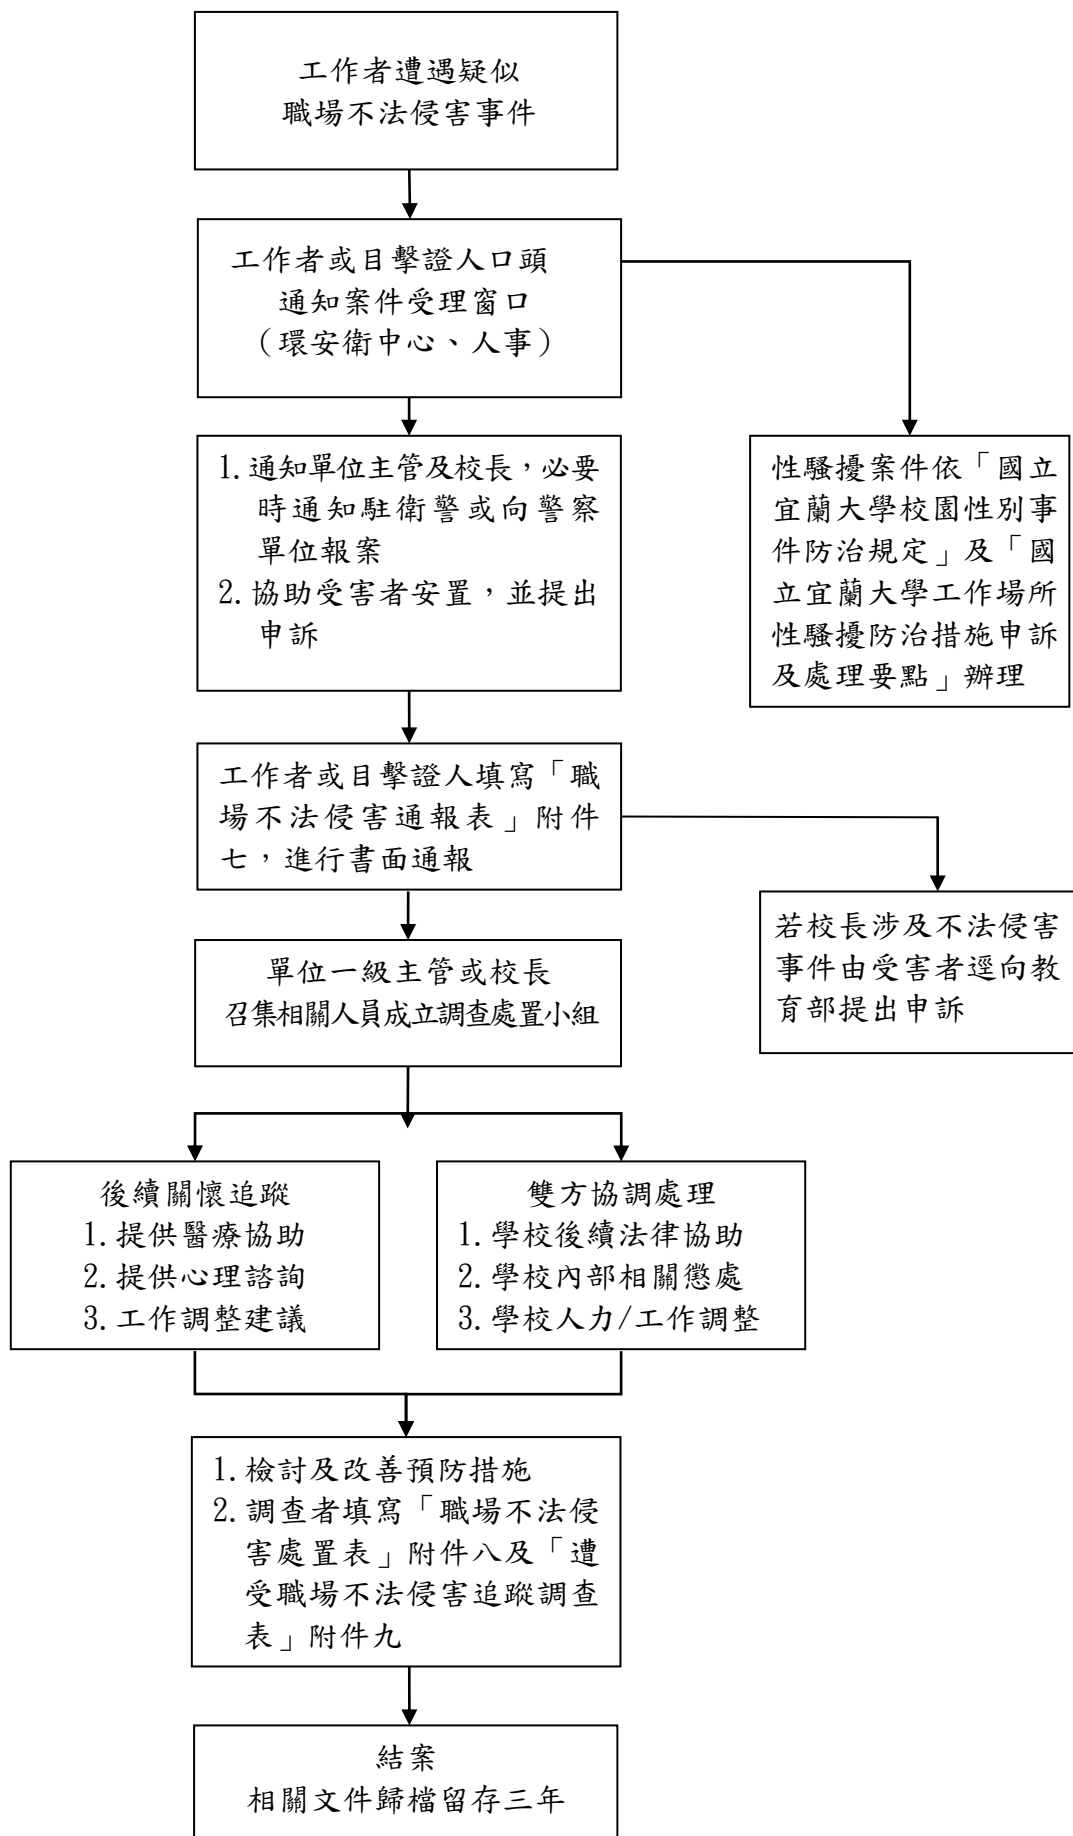 工作者遭遇疑似
職場不法侵害事件
工作者或目擊證人口頭
通知案件受理窗口
（環安衛中心、人事）
1.通知單位主管及校長，必要
時通知駐衛警或向警察
單位報案
2.協助受害者安置，並提出
申訴
性騷擾案件依「國立
宜蘭大學校園性別事
件防治規定」及「國
立宜蘭大學工作場所
性騷擾防治措施申訴
及處理要點」辦理
工作者或目擊證人填寫「職
場不法侵害通報表」附件
七，進行書面通報
若校長涉及不法侵害
事件由受害者逕向教
育部提出申訴
單位一級主管或校長
召集相關人員成立調查處置小組
後續關懷追蹤
1.提供醫療協助
2.提供心理諮詢
3.工作調整建議
雙方協調處理
1.學校後續法律協助
2.學校內部相關懲處
3.學校人力/工作調整
1.檢討及改善預防措施
2.調查者填寫「職場不法侵
害處置表」附件八及「遭
受職場不法侵害追蹤調查
表」附件九
結案
相關文件歸檔留存三年